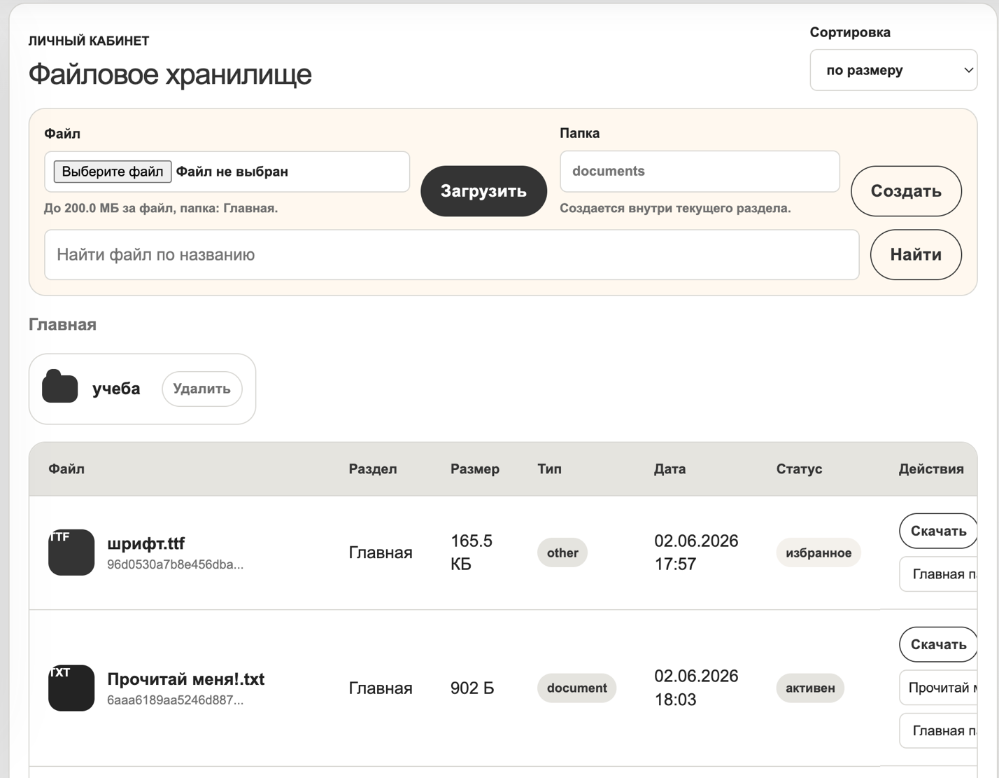 ЛИЧНЫЙ КАБИНЕТ
Файловое хранилище
Сортировка
по размеру
Файл
Выберите файл Файл не выбран
До 200.0 МБ за файл, папка: Главная.
Загрузить
Папка
documents
Создается внутри текущего раздела.
Создать
Найти файл по названию
Найти
Главная
учеба
Удалить
Файл Раздел Размер Тип Дата Статус Действия
TTF
шрифт.ttf
96d0530a7b8e456dba...
Главная
165.5
КБ
other
02.06.2026
17:57
избранное
Скачать
Главная п
TXT
Прочитай меня!.txt
6aaa6189aa5246d887...
Главная
902 Б
document
02.06.2026
18:03
активен
Скачать
Прочитай
Главная п